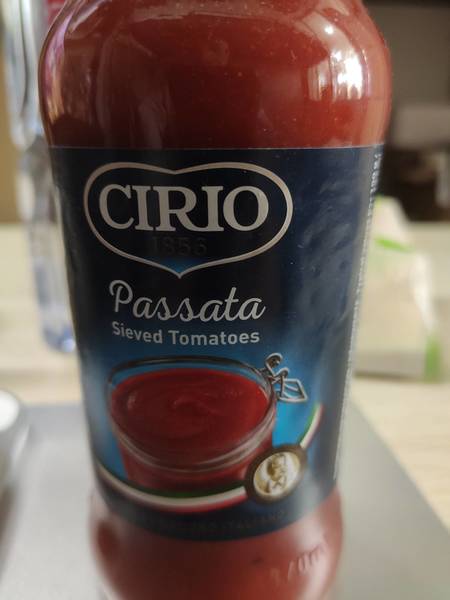 CIRIO
1856
Passata
Sieved Tomatoes